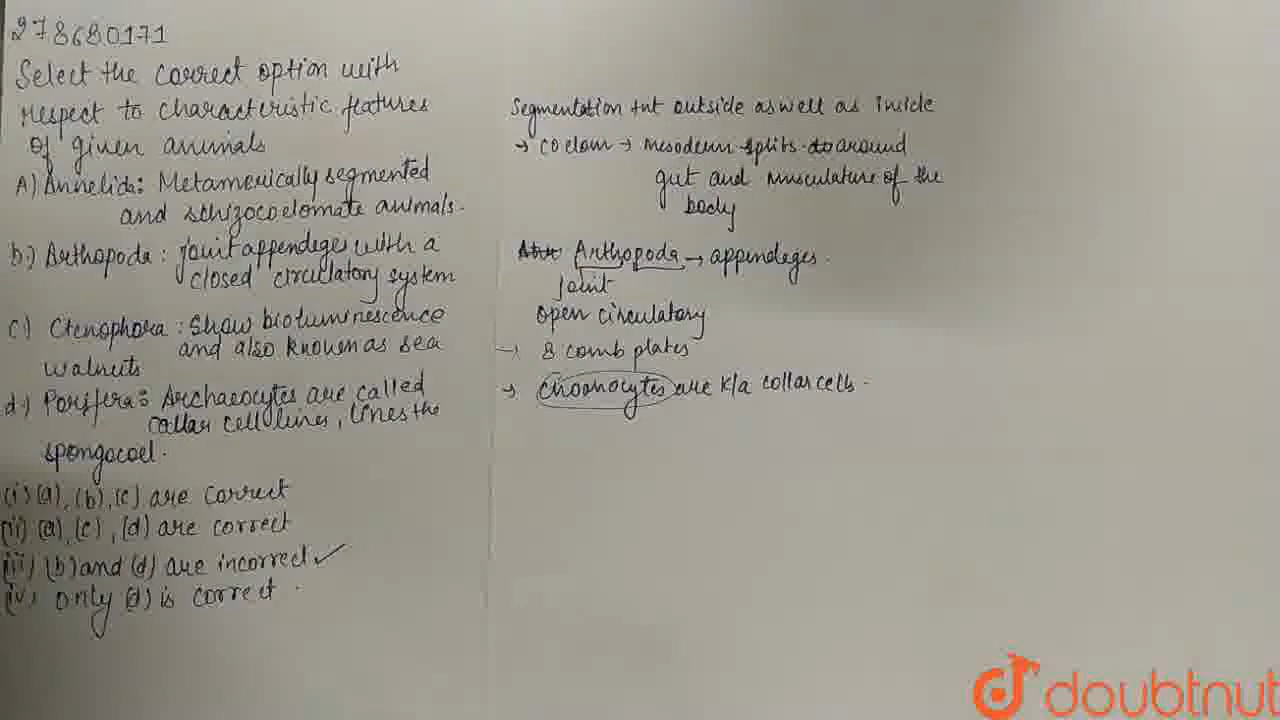 278680171
Select the correct option with
respect to characteristic features
of given animals
A) Annelida: Metamerically segmented
and schizocoelomate animals.
b.) Arthopoda : joint appendeges with a
closed circulatory system
c) Ctenophora : Show bioluminescence
and also known as sea
walnuts
d.) Porifera: Archaeocytes are called
collar cell lines, lines the
spongocoel.
(i) (a), (b), (c) are correct
(ii) (a), (c), (d) are correct
(iii) (b) and (d) are incorrect ✓
(iv) only (d) is correct.
Segmentation tnt outside as well as inside
→ coelom → mesoderm splits around
gut and musculature of the
body
Arthopoda → appendeges.
joint
open circulatory
→ 8 comb plates
→ Choanocytes are k/a collar cells.
doubtnut